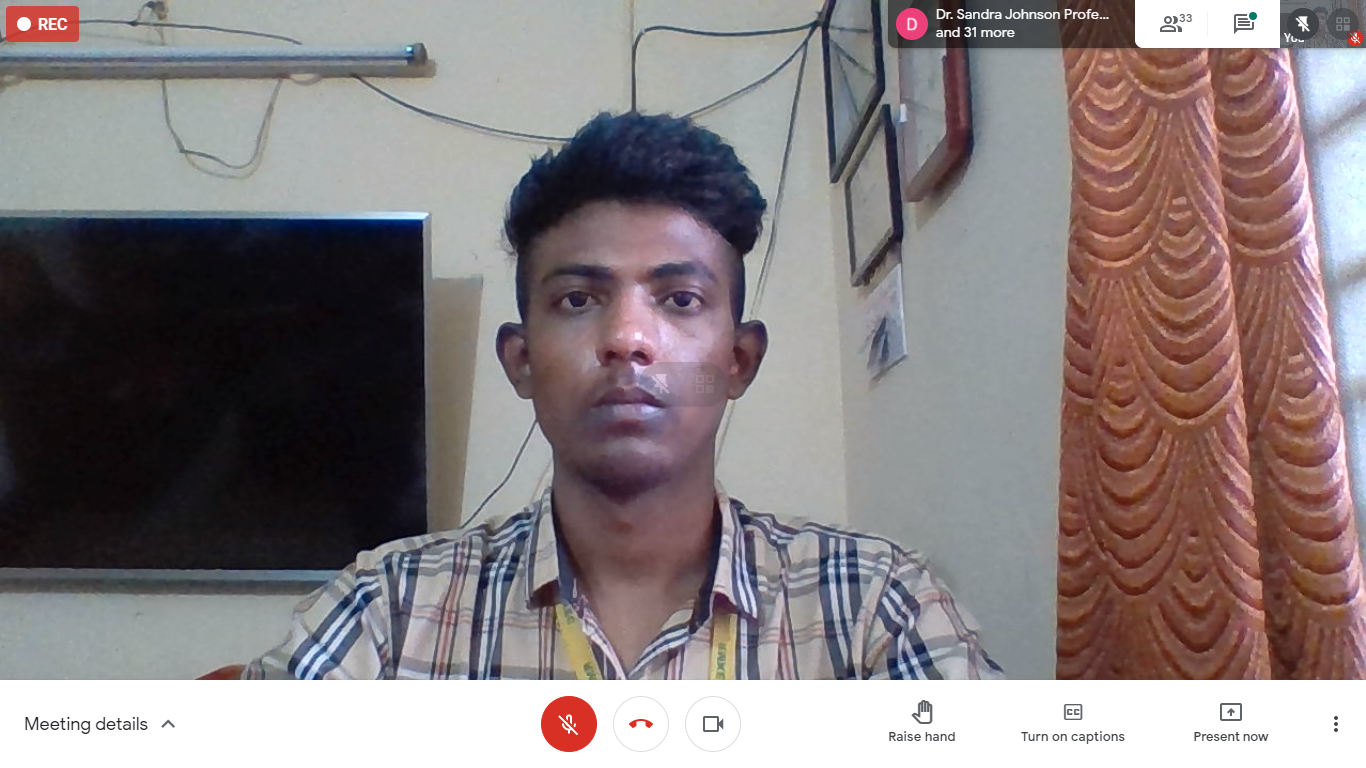 REC
Dr. Sandra Johnson Profe...
and 31 more
D
33
You
Meeting details
Raise hand
CC
Turn on captions
Present now